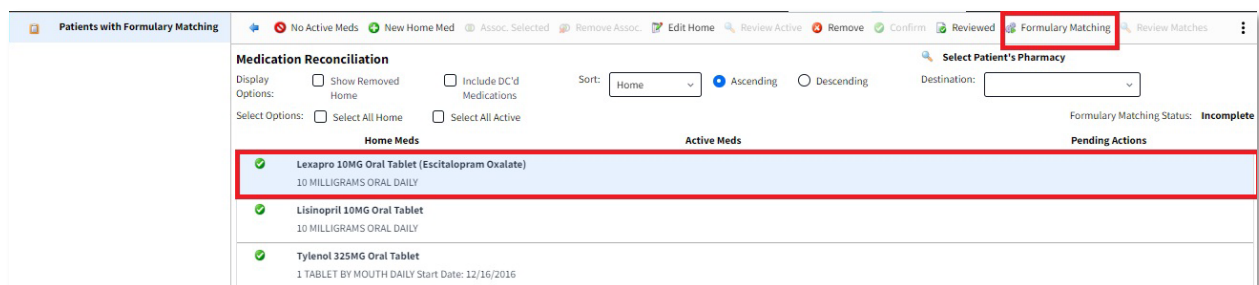 Patients with Formulary Matching
No Active Meds New Home Med Assoc. Selected Remove Assoc. Edit Home Review Active Remove Confirm Reviewed Formulary Matching Review Matches
Medication Reconciliation
Select Patient's Pharmacy
Display Options: Show Removed Home Include DC'd Medications Sort: Home Ascending Descending Destination:
Select Options: Select All Home Select All Active Formulary Matching Status: Incomplete
Home Meds Active Meds Pending Actions
Lexapro 10MG Oral Tablet (Escitalopram Oxalate)
10 MILLIGRAMS ORAL DAILY
Lisinopril 10MG Oral Tablet
10 MILLIGRAMS ORAL DAILY
Tylenol 325MG Oral Tablet
1 TABLET BY MOUTH DAILY Start Date: 12/16/2016